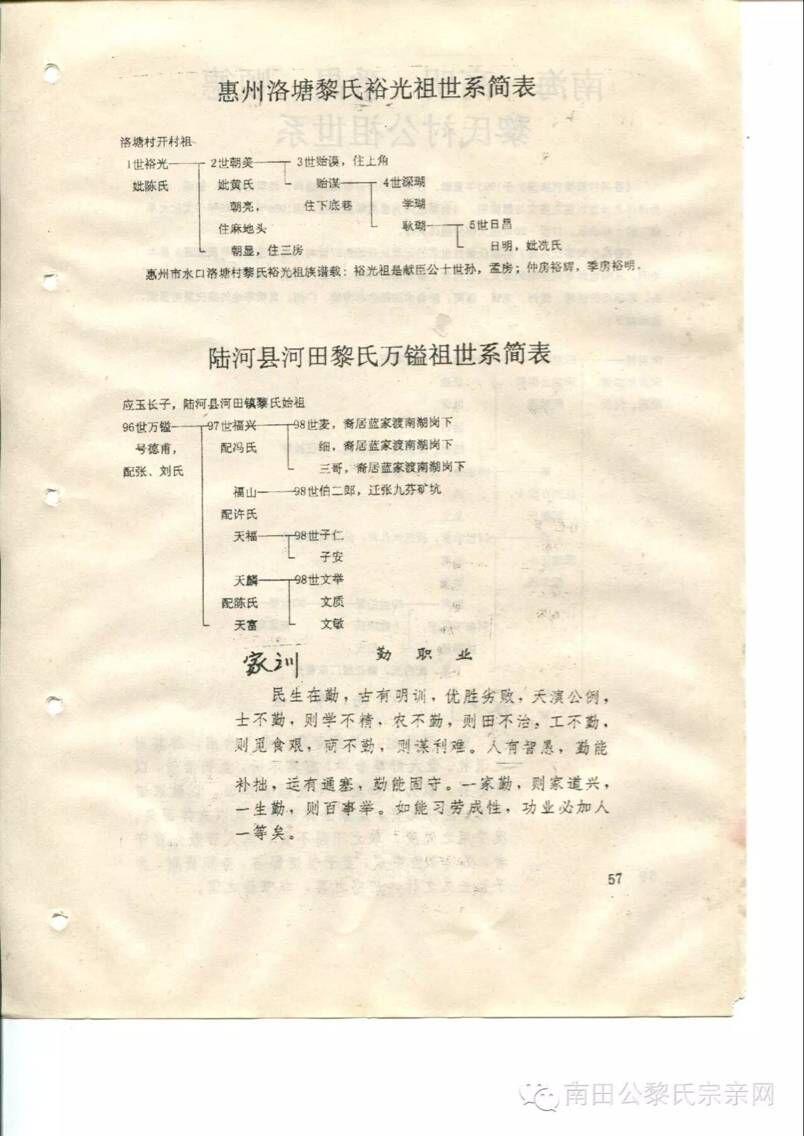 惠州洛塘黎氏裕光祖世系简表
洛塘村开村祖
1世裕光 2世朝美 3世贻谟，住上角
妣陈氏 妣黄氏 贻谋 4世深瑚
朝亮， 住下底巷 学瑚
住麻地头 耿瑚 5世日昌
朝显，住三房 日明，妣冼氏
惠州市水口洛塘村黎氏裕光祖族谱载：裕光祖是献臣公十世孙，孟房；仲房裕辉，季房裕明。
陆河县河田黎氏万镒祖世系简表
应玉长子，陆河县河田镇黎氏始祖
96世万镒 97世福兴 98世麦，裔居蓝家渡南湖岗下
号德甫， 配冯氏 细，裔居蓝家渡南湖岗下
配张、刘氏 三哥，裔居蓝家渡南湖岗下
福山 98世伯二郎，迁张九芬矿坑
配许氏
天福 98世子仁
子安
天麟 98世文举
配陈氏 文质
天富 文敏
家训 勤职业
民生在勤，古有明训，优胜劣败，天演公例，
士不勤，则学不精，农不勤，则田不治，工不勤，
则觅食艰，商不勤，则谋利难。人有智愚，勤能
补拙，运有通塞，勤能固守。一家勤，则家道兴，
一生勤，则百事举。如能习劳成性，功业必加人
一等矣。
57
南田公黎氏宗亲网